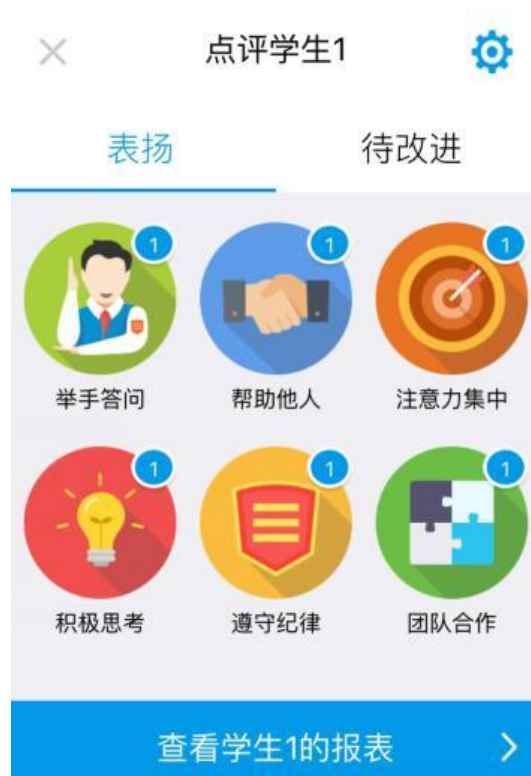 点评学生1
表扬 待改进
1 1 1
举手答问 帮助他人 注意力集中
1 1 1
积极思考 遵守纪律 团队合作
查看学生1的报表